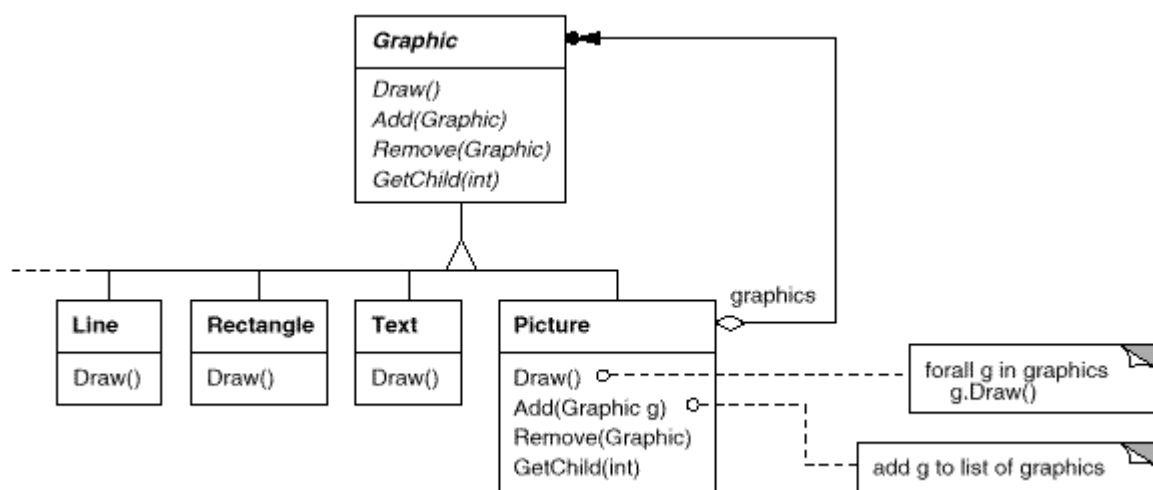 Graphic
Draw()
Add(Graphic)
Remove(Graphic)
GetChild(int)
graphics
Line
Draw()
Rectangle
Draw()
Text
Draw()
Picture
Draw()
Add(Graphic g)
Remove(Graphic)
GetChild(int)
forall g in graphics
g.Draw()
add g to list of graphics